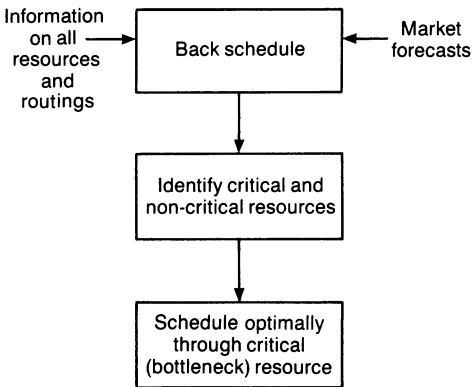 Information
on all
resources
and
routings
Back schedule
Market
forecasts
Identify critical and
non-critical resources
Schedule optimally
through critical
(bottleneck) resource